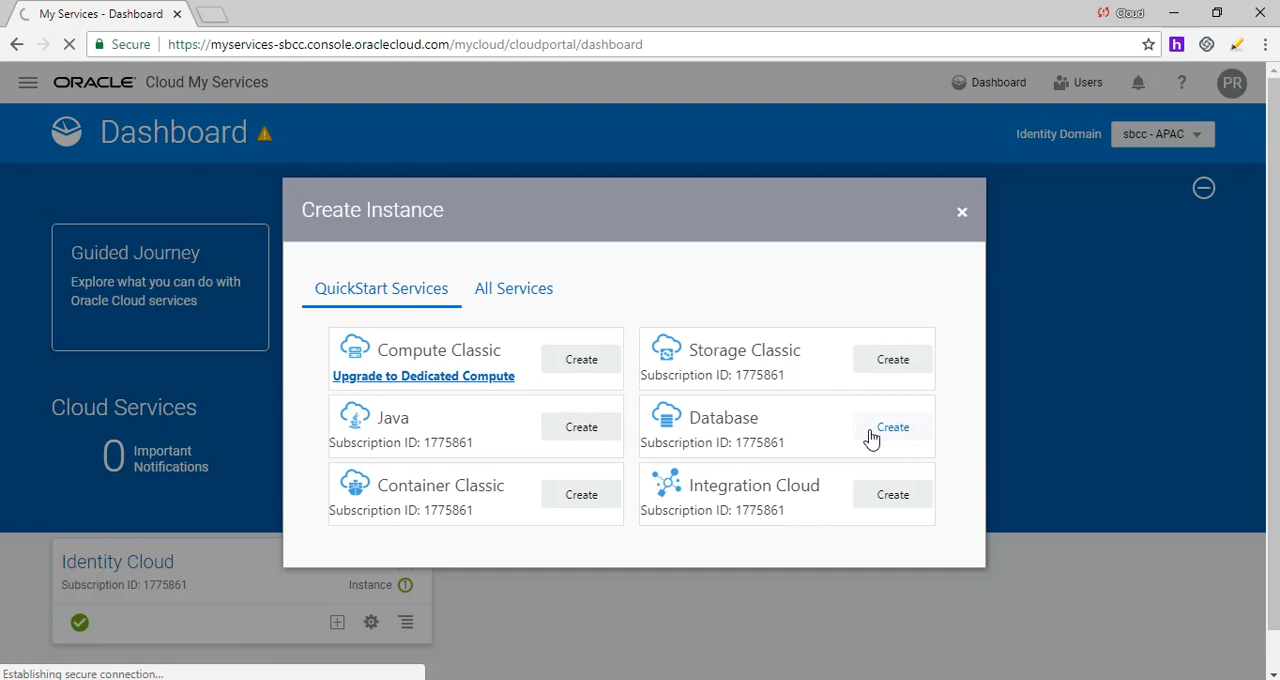 My Services - Dashboard
Cloud
Secure
https://myservices-sbcc.console.oraclecloud.com/mycloud/cloudportal/dashboard
h
ORACLE Cloud My Services
Dashboard
Users
?
PR
Dashboard
Identity Domain
sbcc - APAC
Create Instance
×
Guided Journey
Explore what you can do with
Oracle Cloud services
QuickStart Services
All Services
Compute Classic
Upgrade to Dedicated Compute
Create
Storage Classic
Subscription ID: 1775861
Create
Java
Subscription ID: 1775861
Create
Database
Subscription ID: 1775861
Create
Container Classic
Subscription ID: 1775861
Create
Integration Cloud
Subscription ID: 1775861
Create
Cloud Services
0
Important
Notifications
Identity Cloud
Subscription ID: 1775861
Instance
1
Establishing secure connection...